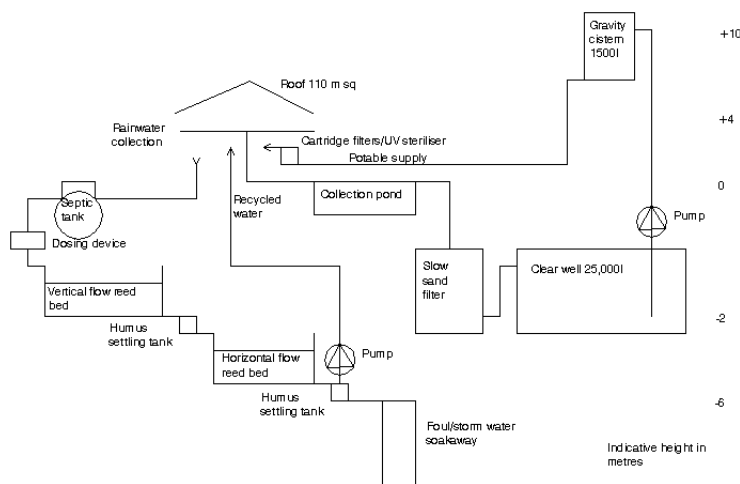 Gravity
cistern
1500l
+10
Roof 110 m sq
+4
Rainwater
collection
Cartridge filters/UV steriliser
Potable supply
0
Septic
tank
Recycled
water
Collection pond
Pump
Dosing device
Slow
sand
filter
Clear well 25,000l
Vertical flow reed
bed
-2
Humus
settling tank
Horizontal flow
reed bed
Pump
Humus
settling tank
-6
Foul/storm water
soakaway
Indicative height in
metres